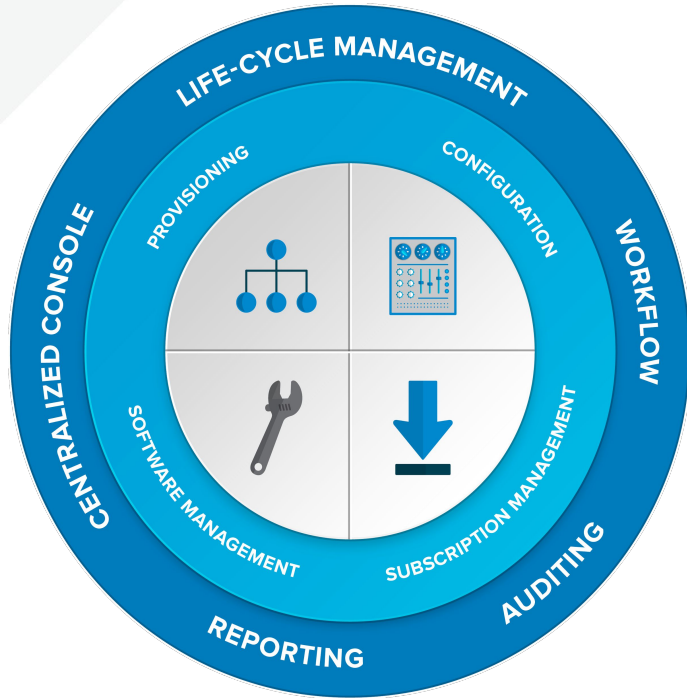 LIFE-CYCLE MANAGEMENT
PROVISIONING
CONFIGURATION
CENTRALIZED CONSOLE
WORKFLOW
SOFTWARE MANAGEMENT
SUBSCRIPTION MANAGEMENT
AUDITING
REPORTING